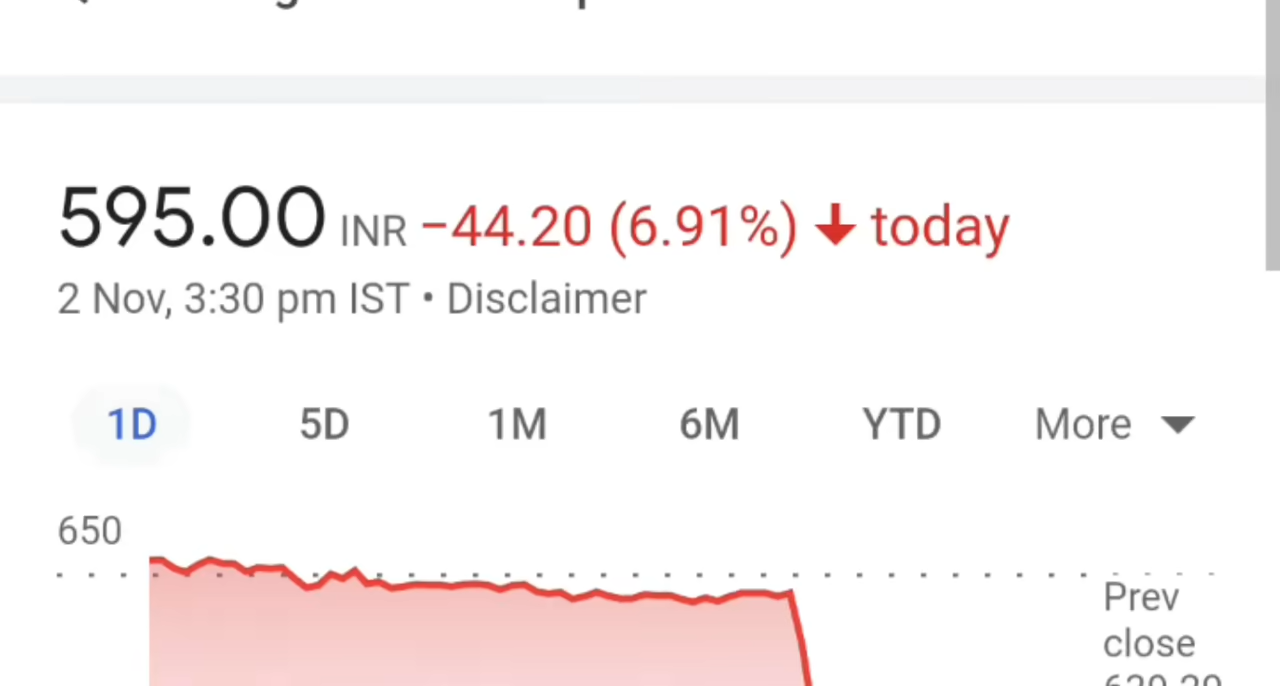 595.00 INR −44.20 (6.91%) ↓ today
2 Nov, 3:30 pm IST • Disclaimer
1D 5D 1M 6M YTD More
650
Prev
close